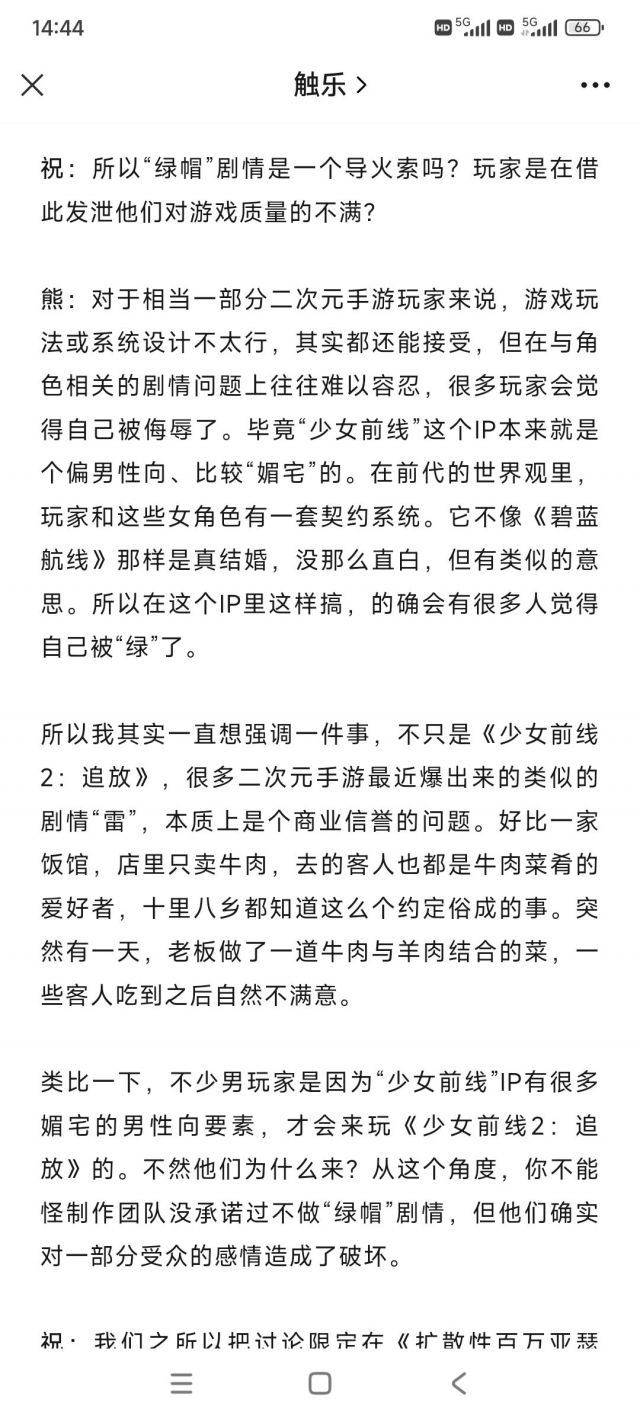 14:44
HD 5G HD 5G 66
触乐
祝：所以“绿帽”剧情是一个导火索吗？玩家是在借
此发泄他们对游戏质量的不满？
熊：对于相当一部分二次元手游玩家来说，游戏玩
法或系统设计不太行，其实都还能接受，但在与角
色相关的剧情问题上往往难以容忍，很多玩家会觉
得自己被侮辱了。毕竟“少女前线”这个IP本来就是
个偏男性向、比较“媚宅”的。在前代的世界观里，
玩家和这些女角色有一套契约系统。它不像《碧蓝
航线》那样是真结婚，没那么直白，但有类似的意
思。所以在这个IP里这样搞，的确会有很多人觉得
自己被“绿”了。
所以我其实一直想强调一件事，不只是《少女前线
2：追放》，很多二次元手游最近爆出来的类似的
剧情“雷”，本质上是个商业信誉的问题。好比一家
饭馆，店里只卖牛肉，去的客人也都是牛肉菜肴的
爱好者，十里八乡都知道这么个约定俗成的事。突
然有一天，老板做了一道牛肉与羊肉结合的菜，一
些客人吃到之后自然不满意。
类比一下，不少男玩家是因为“少女前线”IP有很多
媚宅的男性向要素，才会来玩《少女前线2：追
放》的。不然他们为什么来？从这个角度，你不能
怪制作团队没承诺过不做“绿帽”剧情，但他们确实
对一部分受众的感情造成了破坏。
祝：我们之所以把讨论限定在《扩散性百万亚瑟